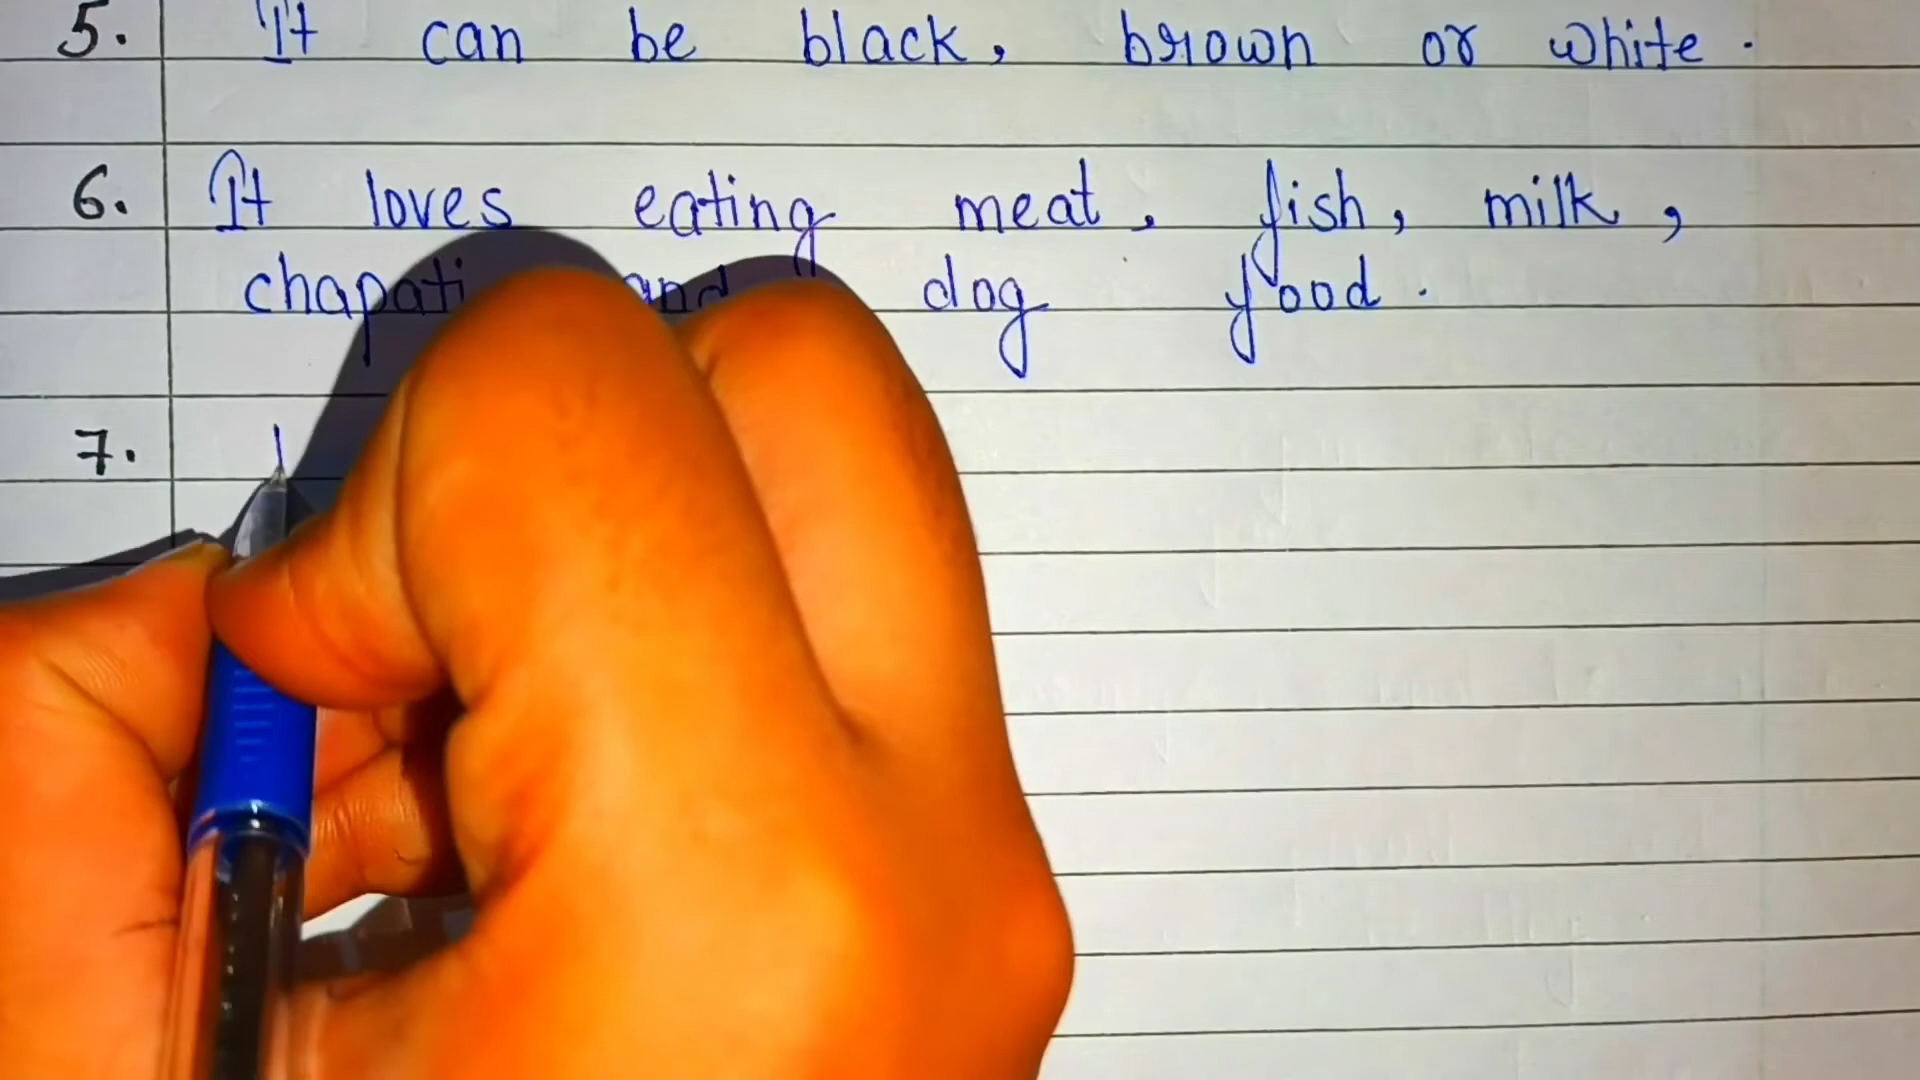 5. It can be black, brown or white.
6. It loves eating meat, fish, milk,
chapati and dog food.
7.